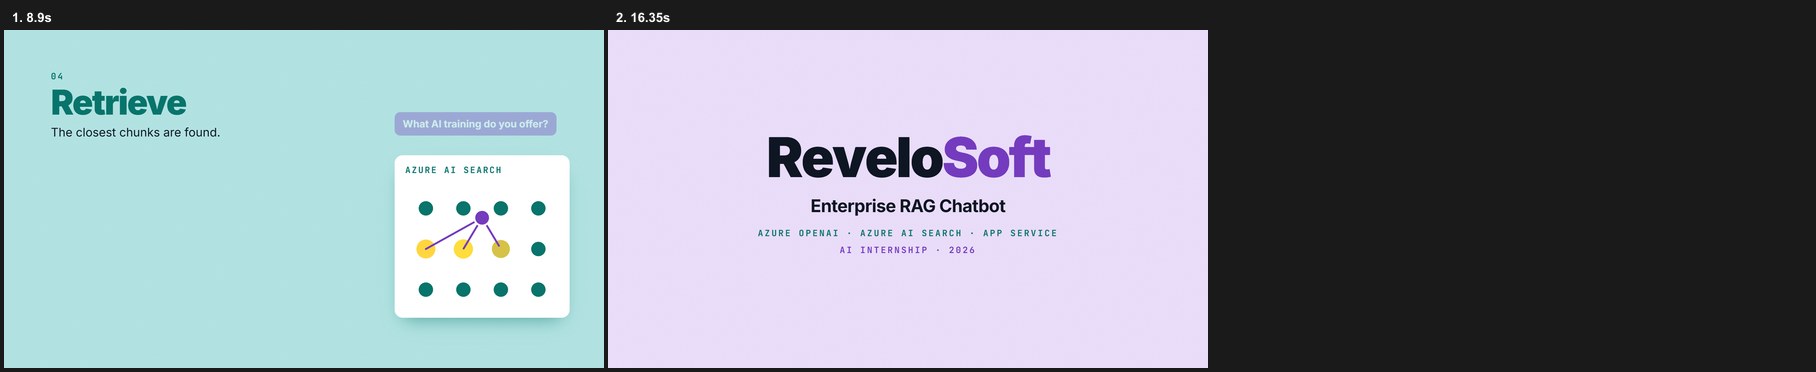 1. 8.9s
04
Retrieve
The closest chunks are found.
What AI training do you offer?
AZURE AI SEARCH
2. 16.35s
ReveloSoft
Enterprise RAG Chatbot
AZURE OPENAI · AZURE AI SEARCH · APP SERVICE
AI INTERNSHIP · 2026